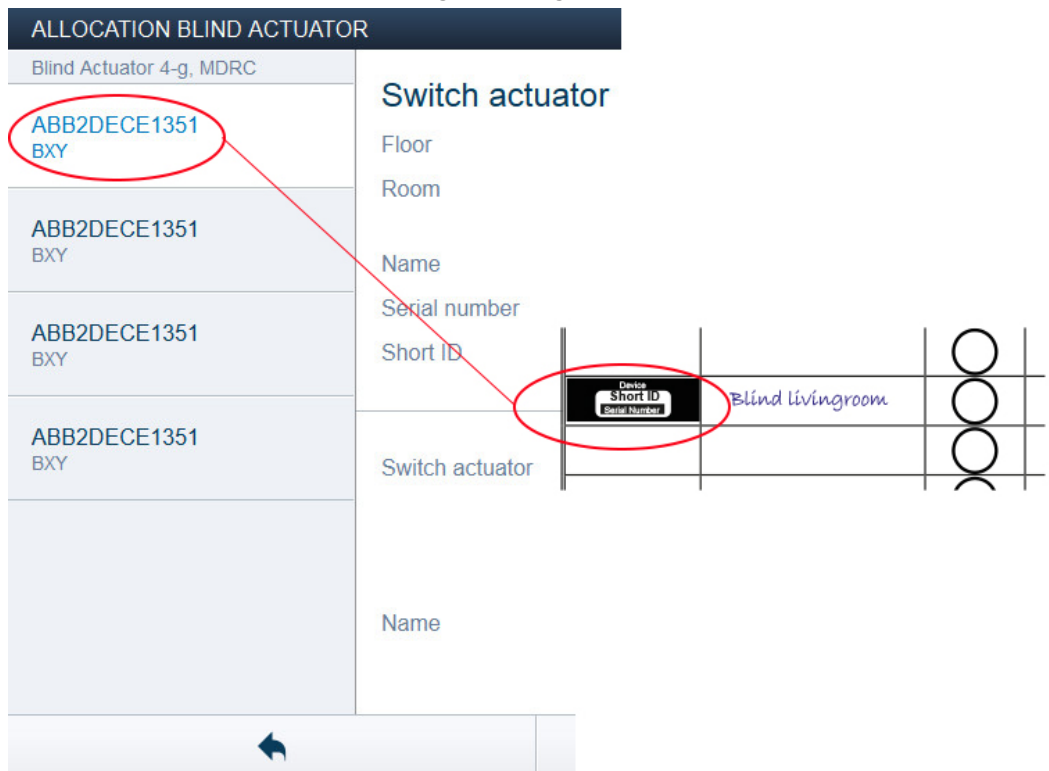 ALLOCATION BLIND ACTUATOR
Blind Actuator 4-g, MDRC
ABB2DECE1351
BXY
ABB2DECE1351
BXY
ABB2DECE1351
BXY
ABB2DECE1351
BXY
Switch actuator
Floor
Room
Name
Serial number
Short ID
Device
Short ID
Serial Number
Blind livingroom
Switch actuator
Name